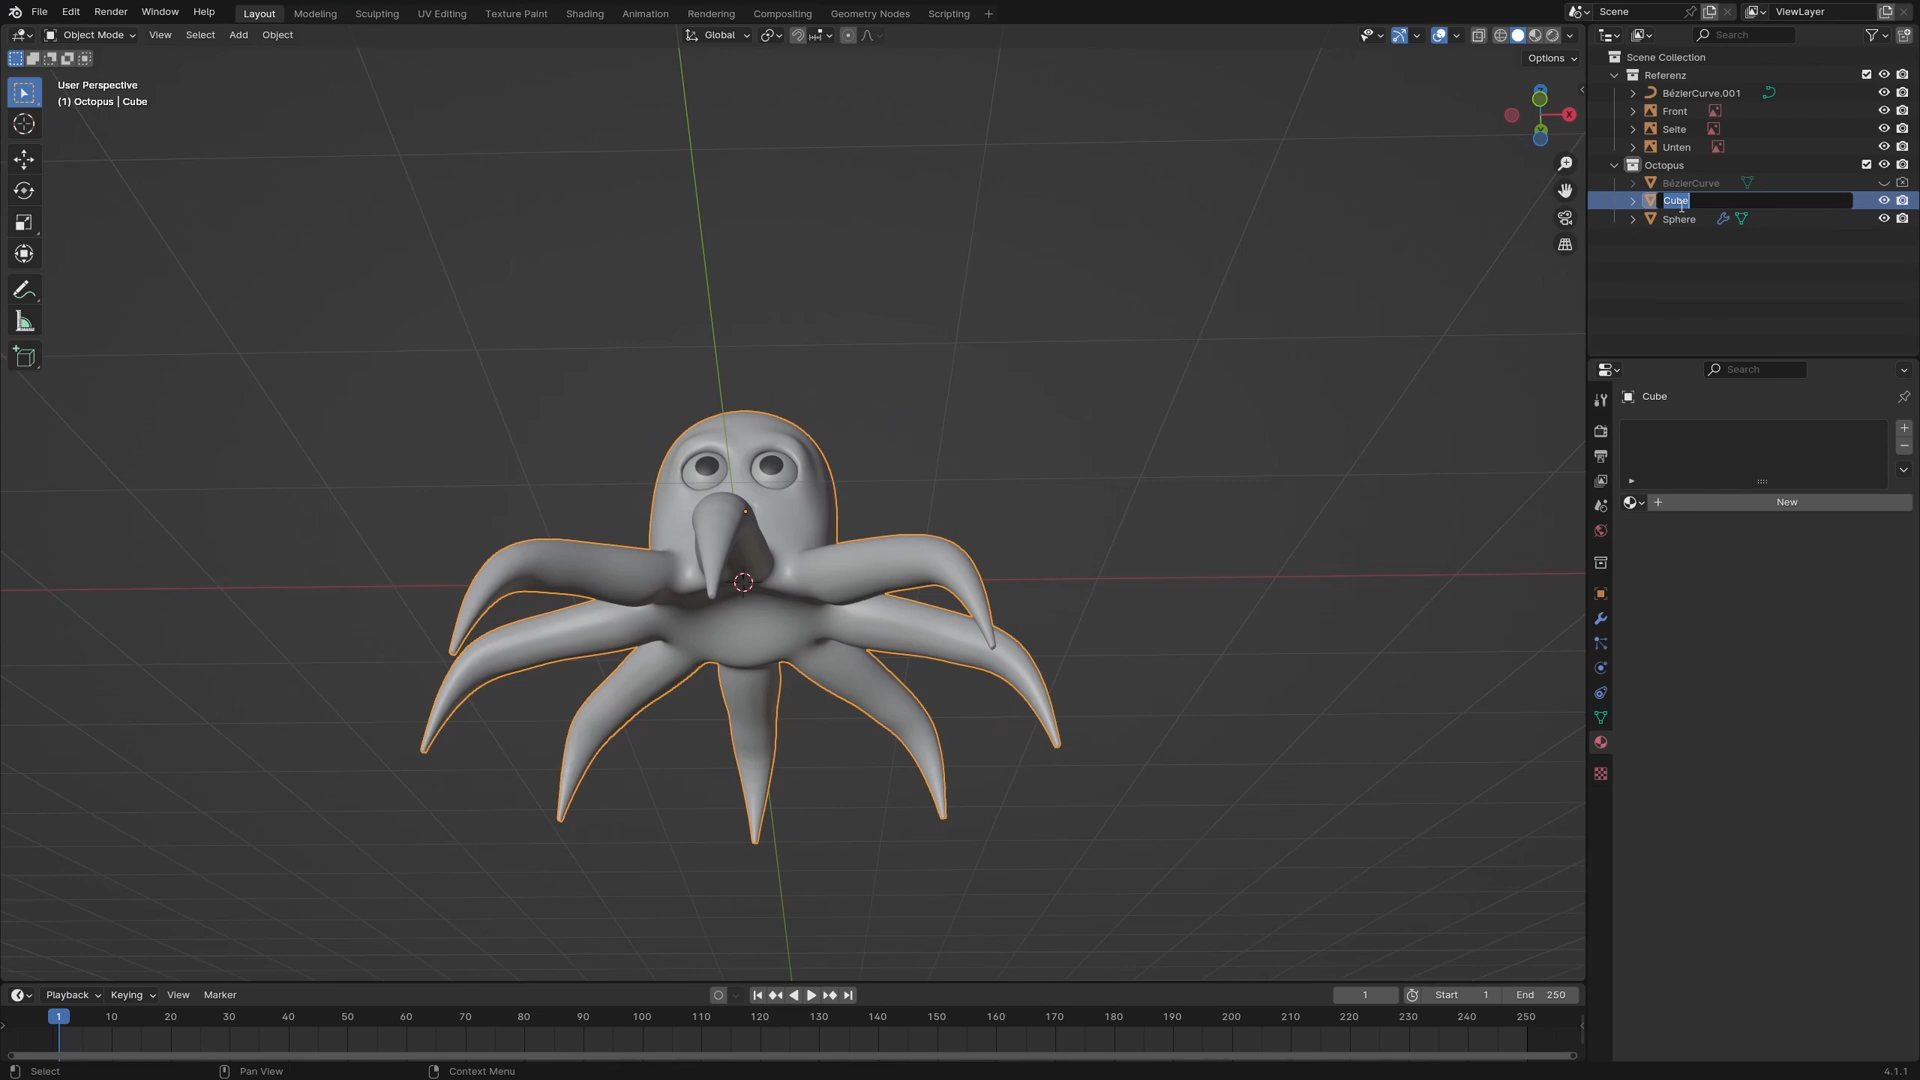 File Edit Render Window Help Layout Modeling Sculpting UV Editing Texture Paint Shading Animation Rendering Compositing Geometry Nodes Scripting + Scene ViewLayer
Object Mode View Select Add Object Global Search
Options
User Perspective
(1) Octopus | Cube
X
Scene Collection
Referenz
BézierCurve.001
Front
Seite
Unten
Octopus
BézierCurve
Cube
Sphere
Search
Cube
New
Playback Keying View Marker 1 Start 1 End 250
1 10 20 30 40 50 60 70 80 90 100 110 120 130 140 150 160 170 180 190 200 210 220 230 240 250
Select Pan View Context Menu 4.1.1